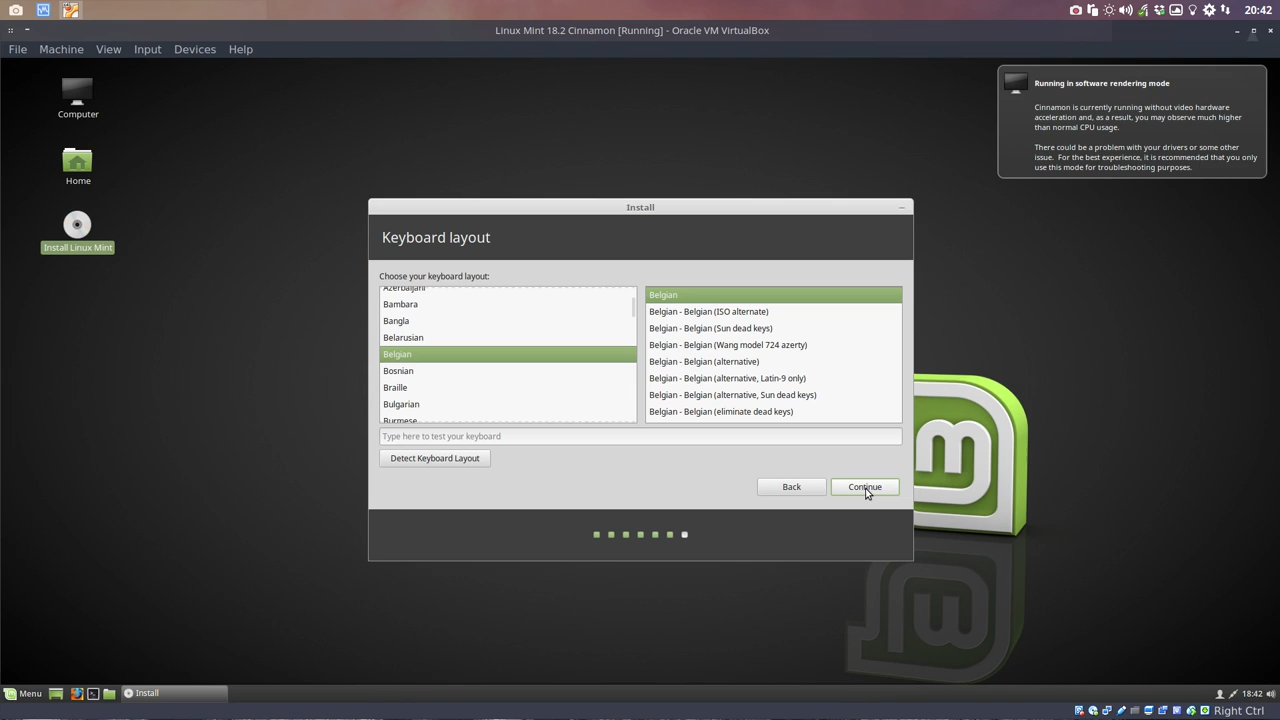 20:42
Linux Mint 18.2 Cinnamon [Running] - Oracle VM VirtualBox
File Machine View Input Devices Help
Computer
Home
Install Linux Mint
Running in software rendering mode
Cinnamon is currently running without video hardware
acceleration and, as a result, you may observe much higher
than normal CPU usage.
There could be a problem with your drivers or some other
issue. For the best experience, it is recommended that you only
use this mode for troubleshooting purposes.
Install
Keyboard layout
Choose your keyboard layout:
Azerbaijani
Bambara
Bangla
Belarusian
Belgian
Bosnian
Braille
Bulgarian
Burmese
Belgian
Belgian - Belgian (ISO alternate)
Belgian - Belgian (Sun dead keys)
Belgian - Belgian (Wang model 724 azerty)
Belgian - Belgian (alternative)
Belgian - Belgian (alternative, Latin-9 only)
Belgian - Belgian (alternative, Sun dead keys)
Belgian - Belgian (eliminate dead keys)
Type here to test your keyboard
Detect Keyboard Layout
Back
Continue
Menu
Install
18:42
Right Ctrl